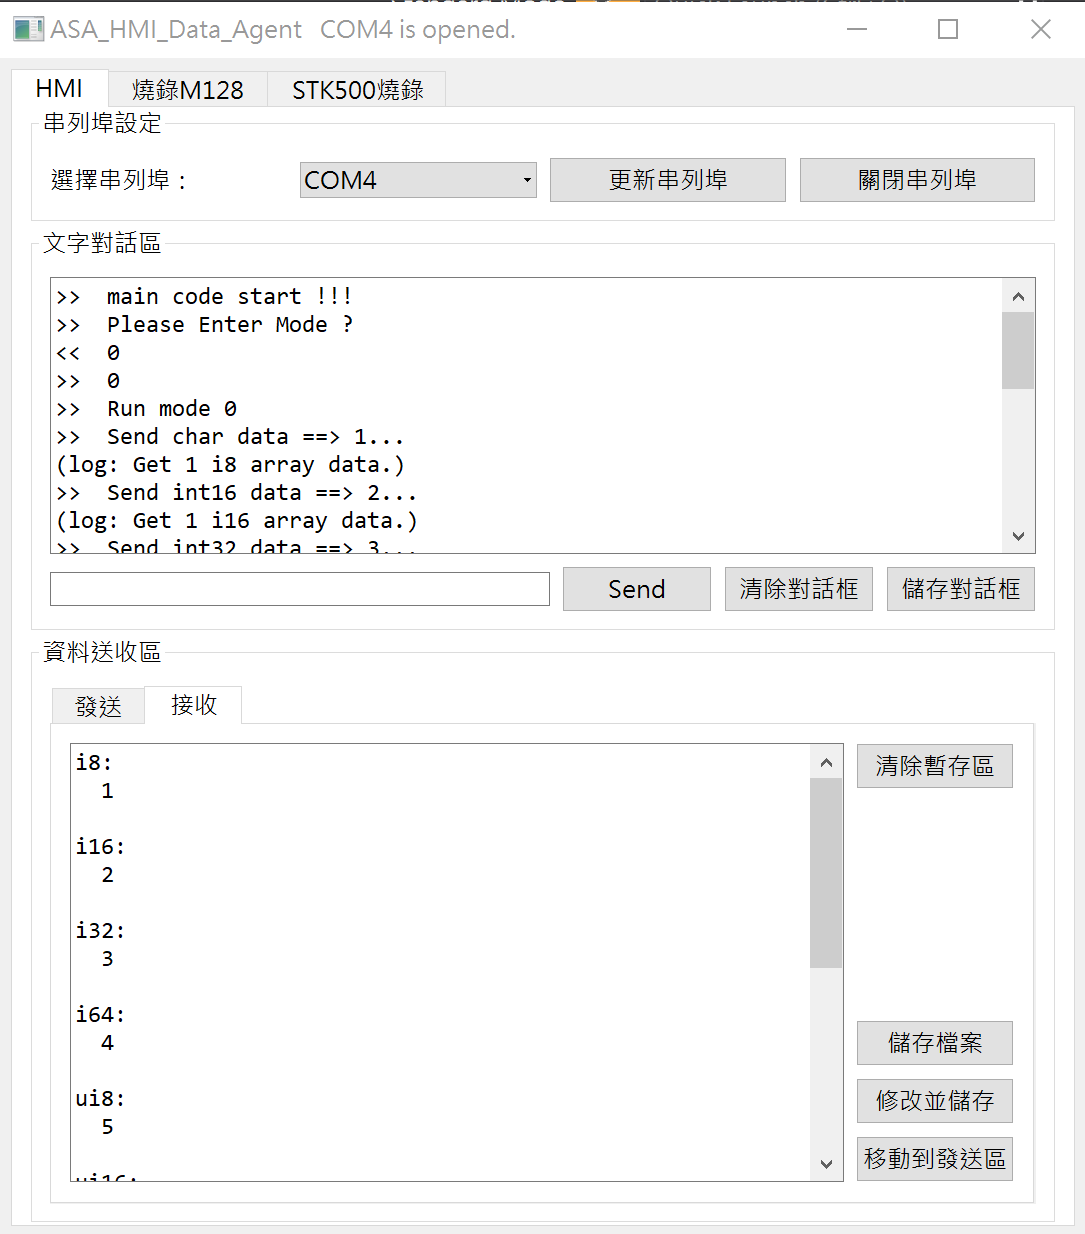 ASA_HMI_Data_Agent COM4 is opened.
HMI 燒錄M128 STK500燒錄
串列埠設定
選擇串列埠： COM4 更新串列埠 關閉串列埠
文字對話區
>> main code start !!!
>> Please Enter Mode ?
<< 0
>> 0
>> Run mode 0
>> Send char data ==> 1...
(log: Get 1 i8 array data.)
>> Send int16 data ==> 2...
(log: Get 1 i16 array data.)
>> Send int32 data ==> 3...
Send 清除對話框 儲存對話框
資料送收區
發送 接收
i8:
1
i16:
2
i32:
3
i64:
4
ui8:
5
ui16:
清除暫存區
儲存檔案
修改並儲存
移動到發送區